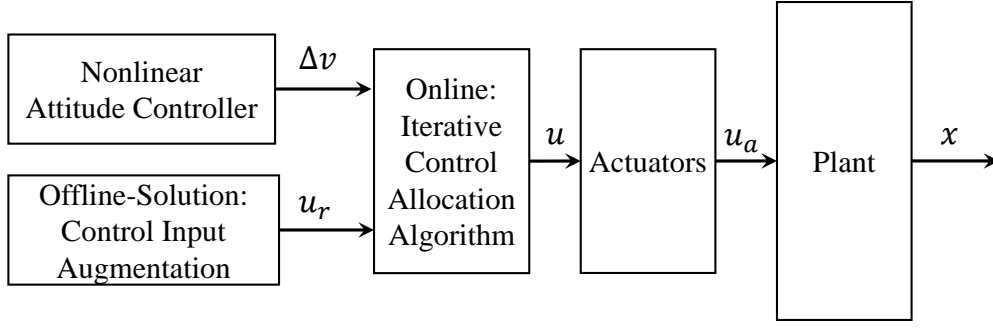 Nonlinear
Attitude Controller
Δv
Offline-Solution:
Control Input
Augmentation
u_r
Online:
Iterative
Control
Allocation
Algorithm
u
Actuators
u_a
Plant
x